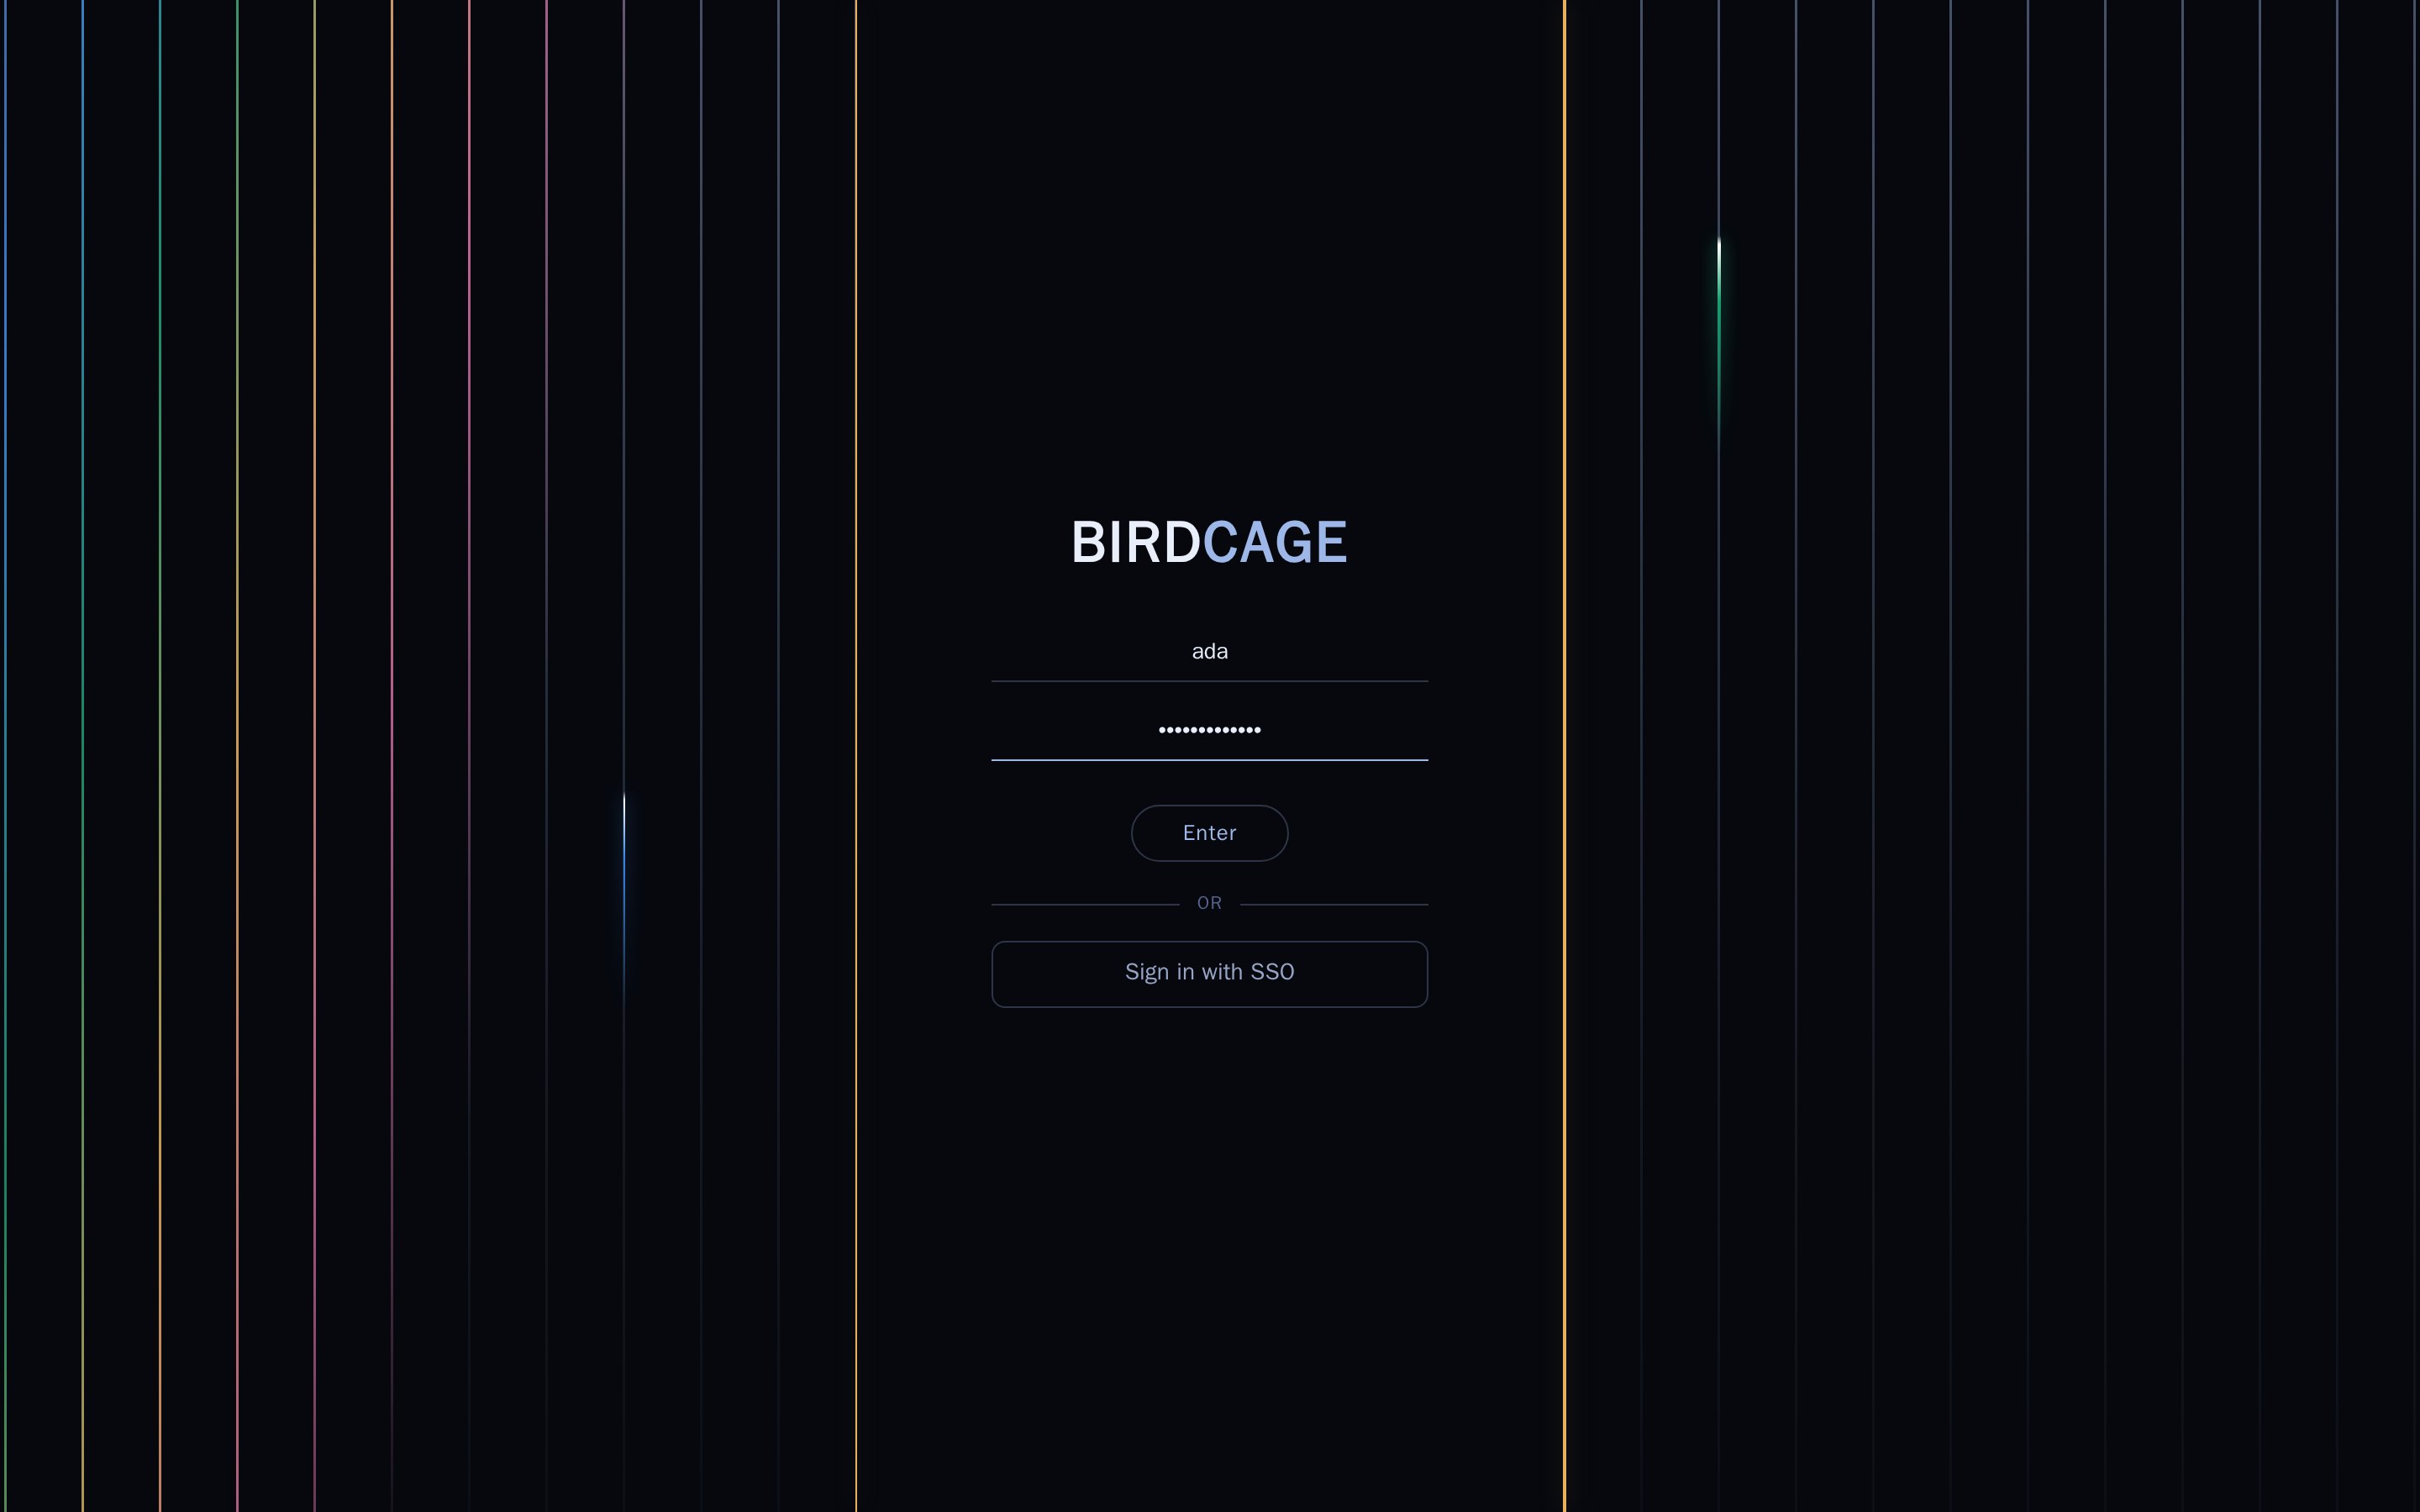 BIRDCAGE
ada
•••••••••••••
Enter
OR
Sign in with SSO